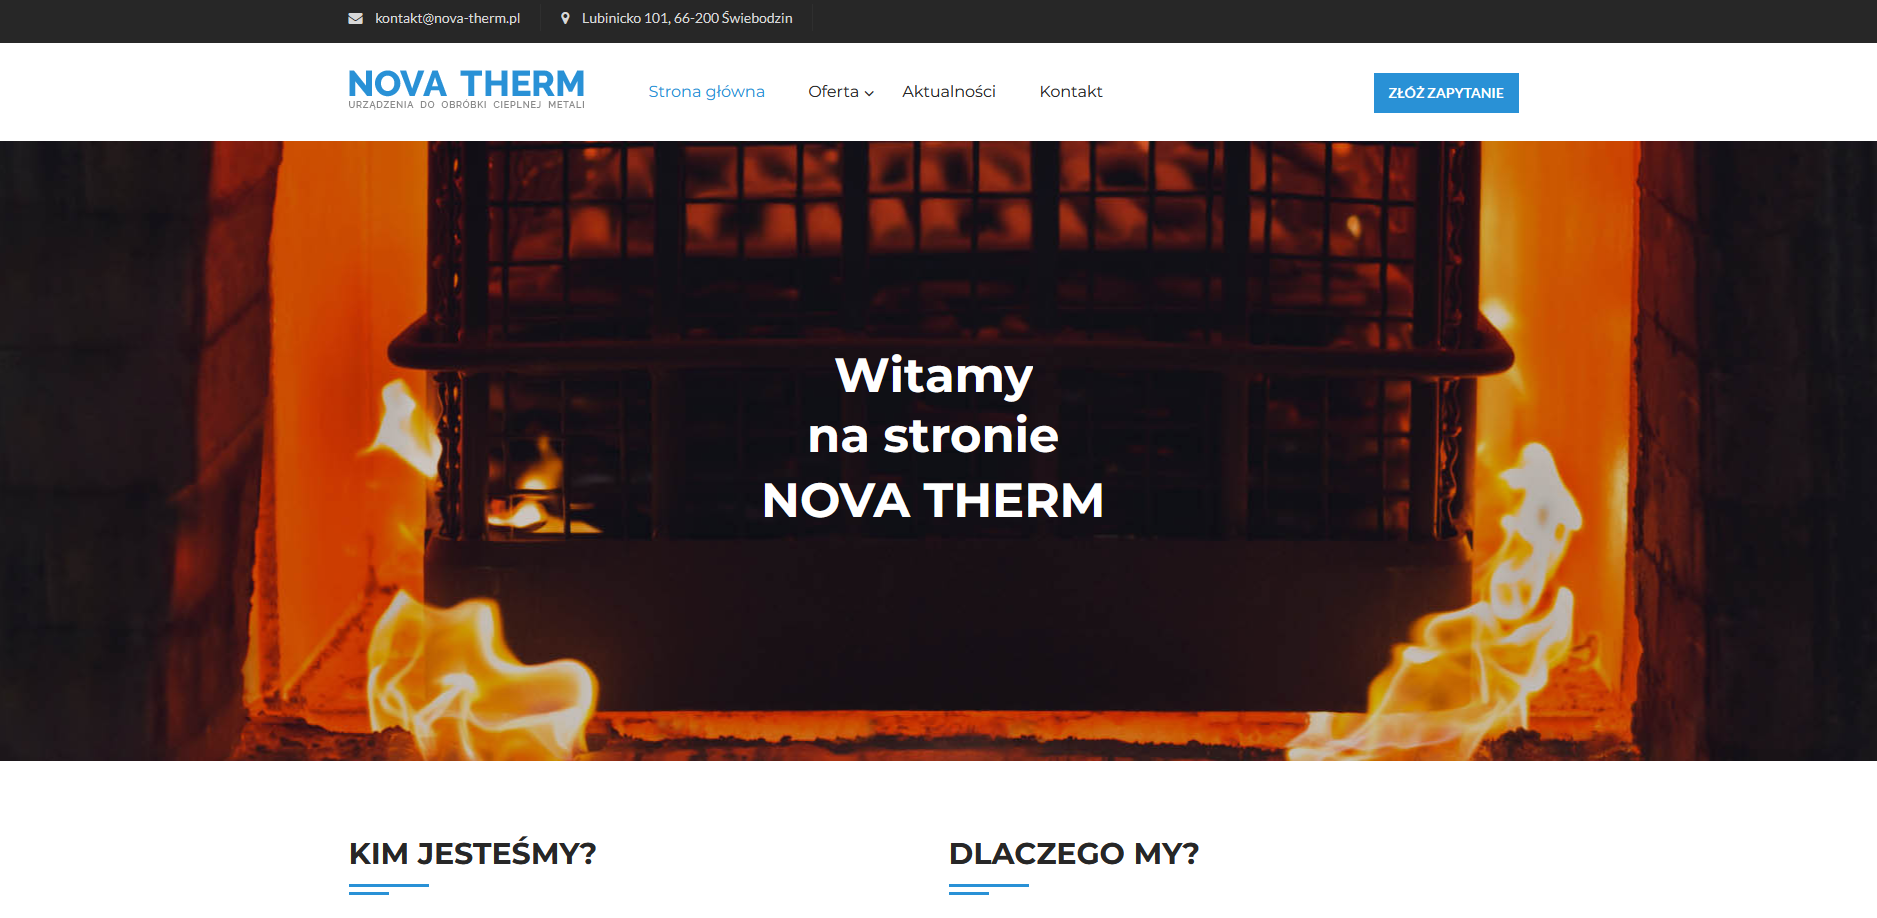 kontakt@nova-therm.pl
Lubinicko 101, 66-200 Świebodzin
NOVA THERM
URZĄDZENIA DO OBRÓBKI CIEPLNEJ METALI
Strona główna
Oferta
Aktualności
Kontakt
ZŁÓŻ ZAPYTANIE
Witamy
na stronie
NOVA THERM
KIM JESTEŚMY?
DLACZEGO MY?